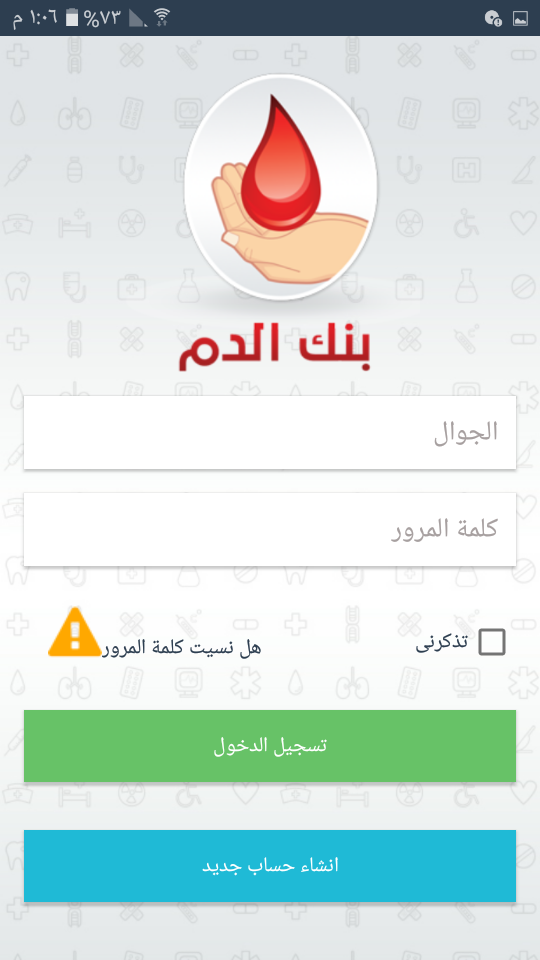 ١:٠٦ م ٧٣%
بنك الدم
الجوال
كلمة المرور
تذكرنى
هل نسيت كلمة المرور
تسجيل الدخول
انشاء حساب جديد